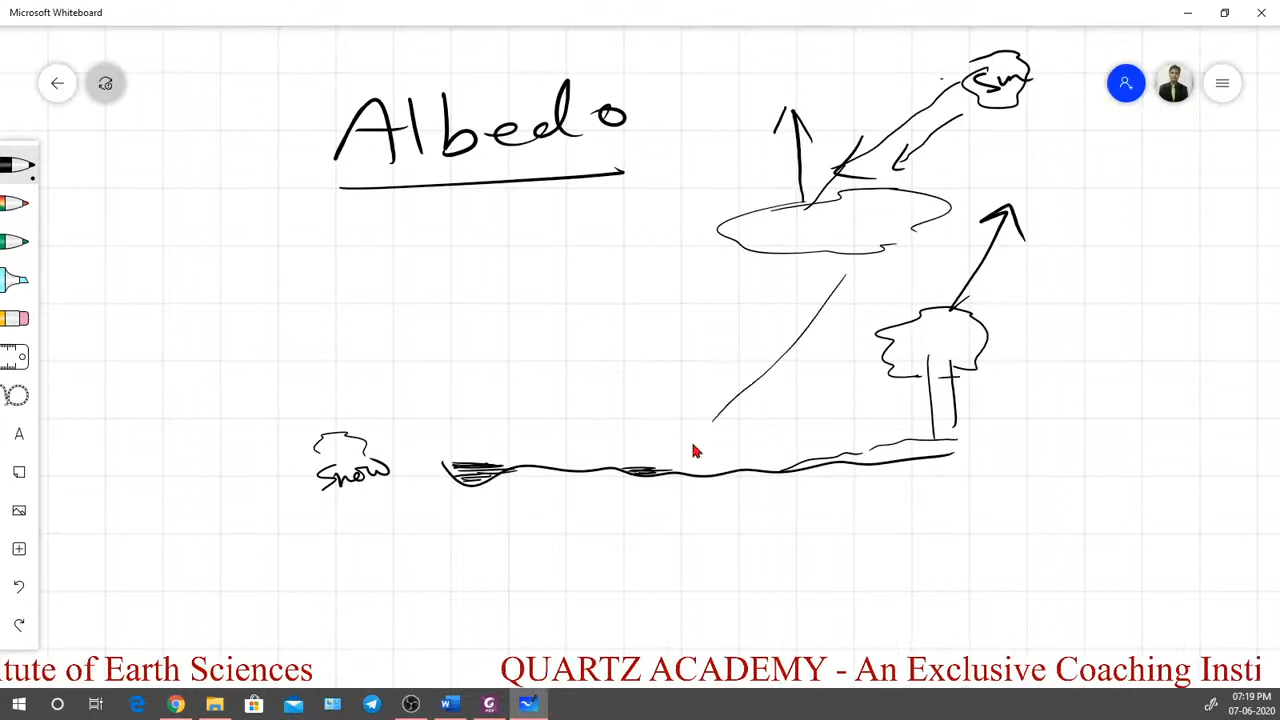 Microsoft Whiteboard
Sun
Albedo
Snow
A
tute of Earth Sciences
QUARTZ ACADEMY - An Exclusive Coaching Insti
07:19 PM
07-06-2020